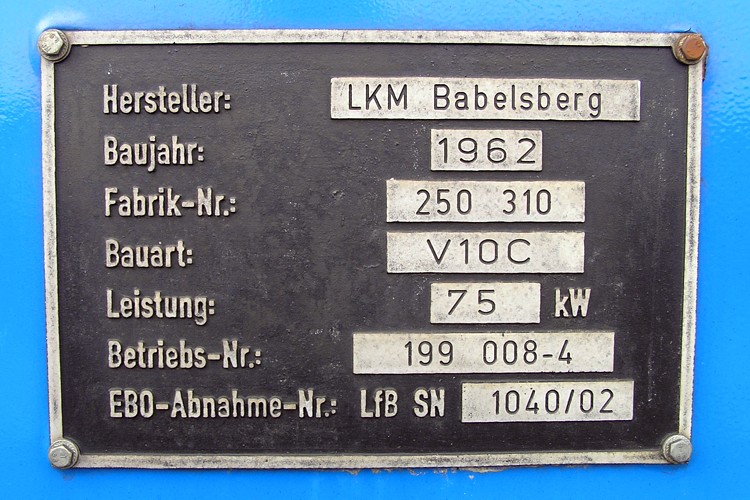 Hersteller: LKM Babelsberg
Baujahr: 1962
Fabrik-Nr.: 250 310
Bauart: V10C
Leistung: 75 kW
Betriebs-Nr.: 199 008-4
EBO-Abnahme-Nr.: LfB SN 1040/02